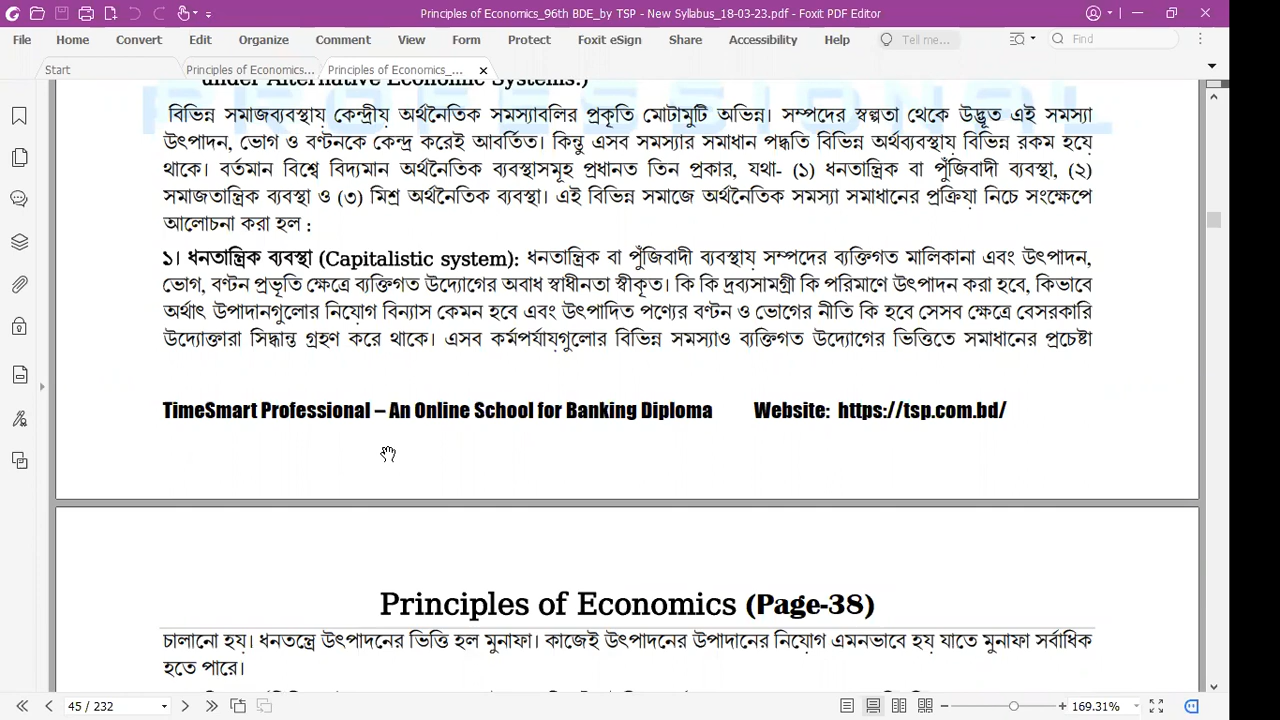 Principles of Economics_96th BDE_by TSP - New Syllabus_18-03-23.pdf - Foxit PDF Editor
File Home Convert Edit Organize Comment View Form Protect Foxit eSign Share Accessibility Help Tell me... Find
Start Principles of Economics... Principles of Economics_...
under Alternative Economic Systems.)
PROFESSIONAL
বিভিন্ন সমাজব্যবস্থায় কেন্দ্রীয় অর্থনৈতিক সমস্যাবলির প্রকৃতি মোটামুটি অভিন্ন। সম্পদের স্বল্পতা থেকে উদ্ভূত এই সমস্যা
উৎপাদন, ভোগ ও বণ্টনকে কেন্দ্র করেই আবর্তিত। কিন্তু এসব সমস্যার সমাধান পদ্ধতি বিভিন্ন অর্থব্যবস্থায় বিভিন্ন রকম হয়ে
থাকে। বর্তমান বিশ্বে বিদ্যমান অর্থনৈতিক ব্যবস্থাসমূহ প্রধানত তিন প্রকার, যথা- (১) ধনতান্ত্রিক বা পুঁজিবাদী ব্যবস্থা, (২)
সমাজতান্ত্রিক ব্যবস্থা ও (৩) মিশ্র অর্থনৈতিক ব্যবস্থা। এই বিভিন্ন সমাজে অর্থনৈতিক সমস্যা সমাধানের প্রক্রিয়া নিচে সংক্ষেপে
আলোচনা করা হল :
১। ধনতান্ত্রিক ব্যবস্থা (Capitalistic system): ধনতান্ত্রিক বা পুঁজিবাদী ব্যবস্থায় সম্পদের ব্যক্তিগত মালিকানা এবং উৎপাদন,
ভোগ, বণ্টন প্রভৃতি ক্ষেত্রে ব্যক্তিগত উদ্যোগের অবাধ স্বাধীনতা স্বীকৃত। কি কি দ্রব্যসামগ্রী কি পরিমাণে উৎপাদন করা হবে, কিভাবে
অর্থাৎ উপাদানগুলোর নিয়োগ বিন্যাস কেমন হবে এবং উৎপাদিত পণ্যের বণ্টন ও ভোগের নীতি কি হবে সেসব ক্ষেত্রে বেসরকারি
উদ্যোক্তারা সিদ্ধান্ত গ্রহণ করে থাকে। এসব কর্মপর্যায়গুলোর বিভিন্ন সমস্যাও ব্যক্তিগত উদ্যোগের ভিত্তিতে সমাধানের প্রচেষ্টা
TimeSmart Professional – An Online School for Banking Diploma Website: https://tsp.com.bd/
Principles of Economics (Page-38)
চালানো হয়। ধনতন্ত্রে উৎপাদনের ভিত্তি হল মুনাফা। কাজেই উৎপাদনের উপাদানের নিয়োগ এমনভাবে হয় যাতে মুনাফা সর্বাধিক
হতে পারে।
45 / 232 169.31%